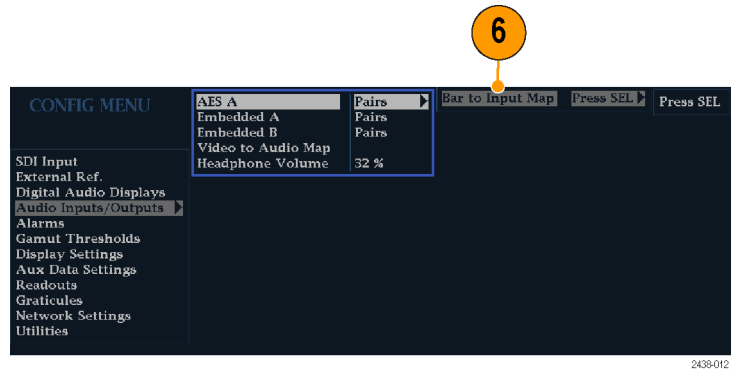 6
CONFIG MENU
AES A Pairs
Embedded A Pairs
Embedded B Pairs
Video to Audio Map
Headphone Volume 32 %
Bar to Input Map Press SEL Press SEL
SDI Input
External Ref.
Digital Audio Displays
Audio Inputs/Outputs
Alarms
Gamut Thresholds
Display Settings
Aux Data Settings
Readouts
Graticules
Network Settings
Utilities
2438-012